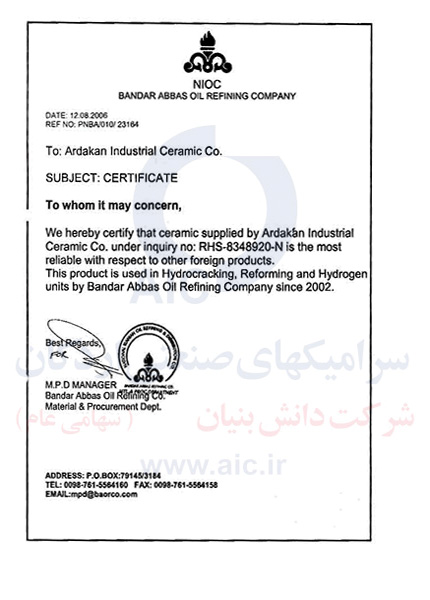 NIOC
BANDAR ABBAS OIL REFINING COMPANY
DATE: 12.08.2006
REF NO: PNBA/010/ 23164
To: Ardakan Industrial Ceramic Co.
SUBJECT: CERTIFICATE
To whom it may concern,
We hereby certify that ceramic supplied by Ardakan Industrial
Ceramic Co. under inquiry no: RHS-8348920-N is the most
reliable with respect to other foreign products.
This product is used in Hydrocracking, Reforming and Hydrogen
units by Bandar Abbas Oil Refining Company since 2002.
AIC
Best Regards,
FOR
سرامیکهای صنعتی اردکان
M.P.D MANAGER
Bandar Abbas Oil Refining Co.
Material & Procurement Dept.
شرکت دانش بنیان ( سهامی عام )
www.aic.ir
ADDRESS: P.O.BOX:79145/3184
TEL: 0098-761-5564160 FAX: 0098-761-5564158
EMAIL:mpd@baorco.com